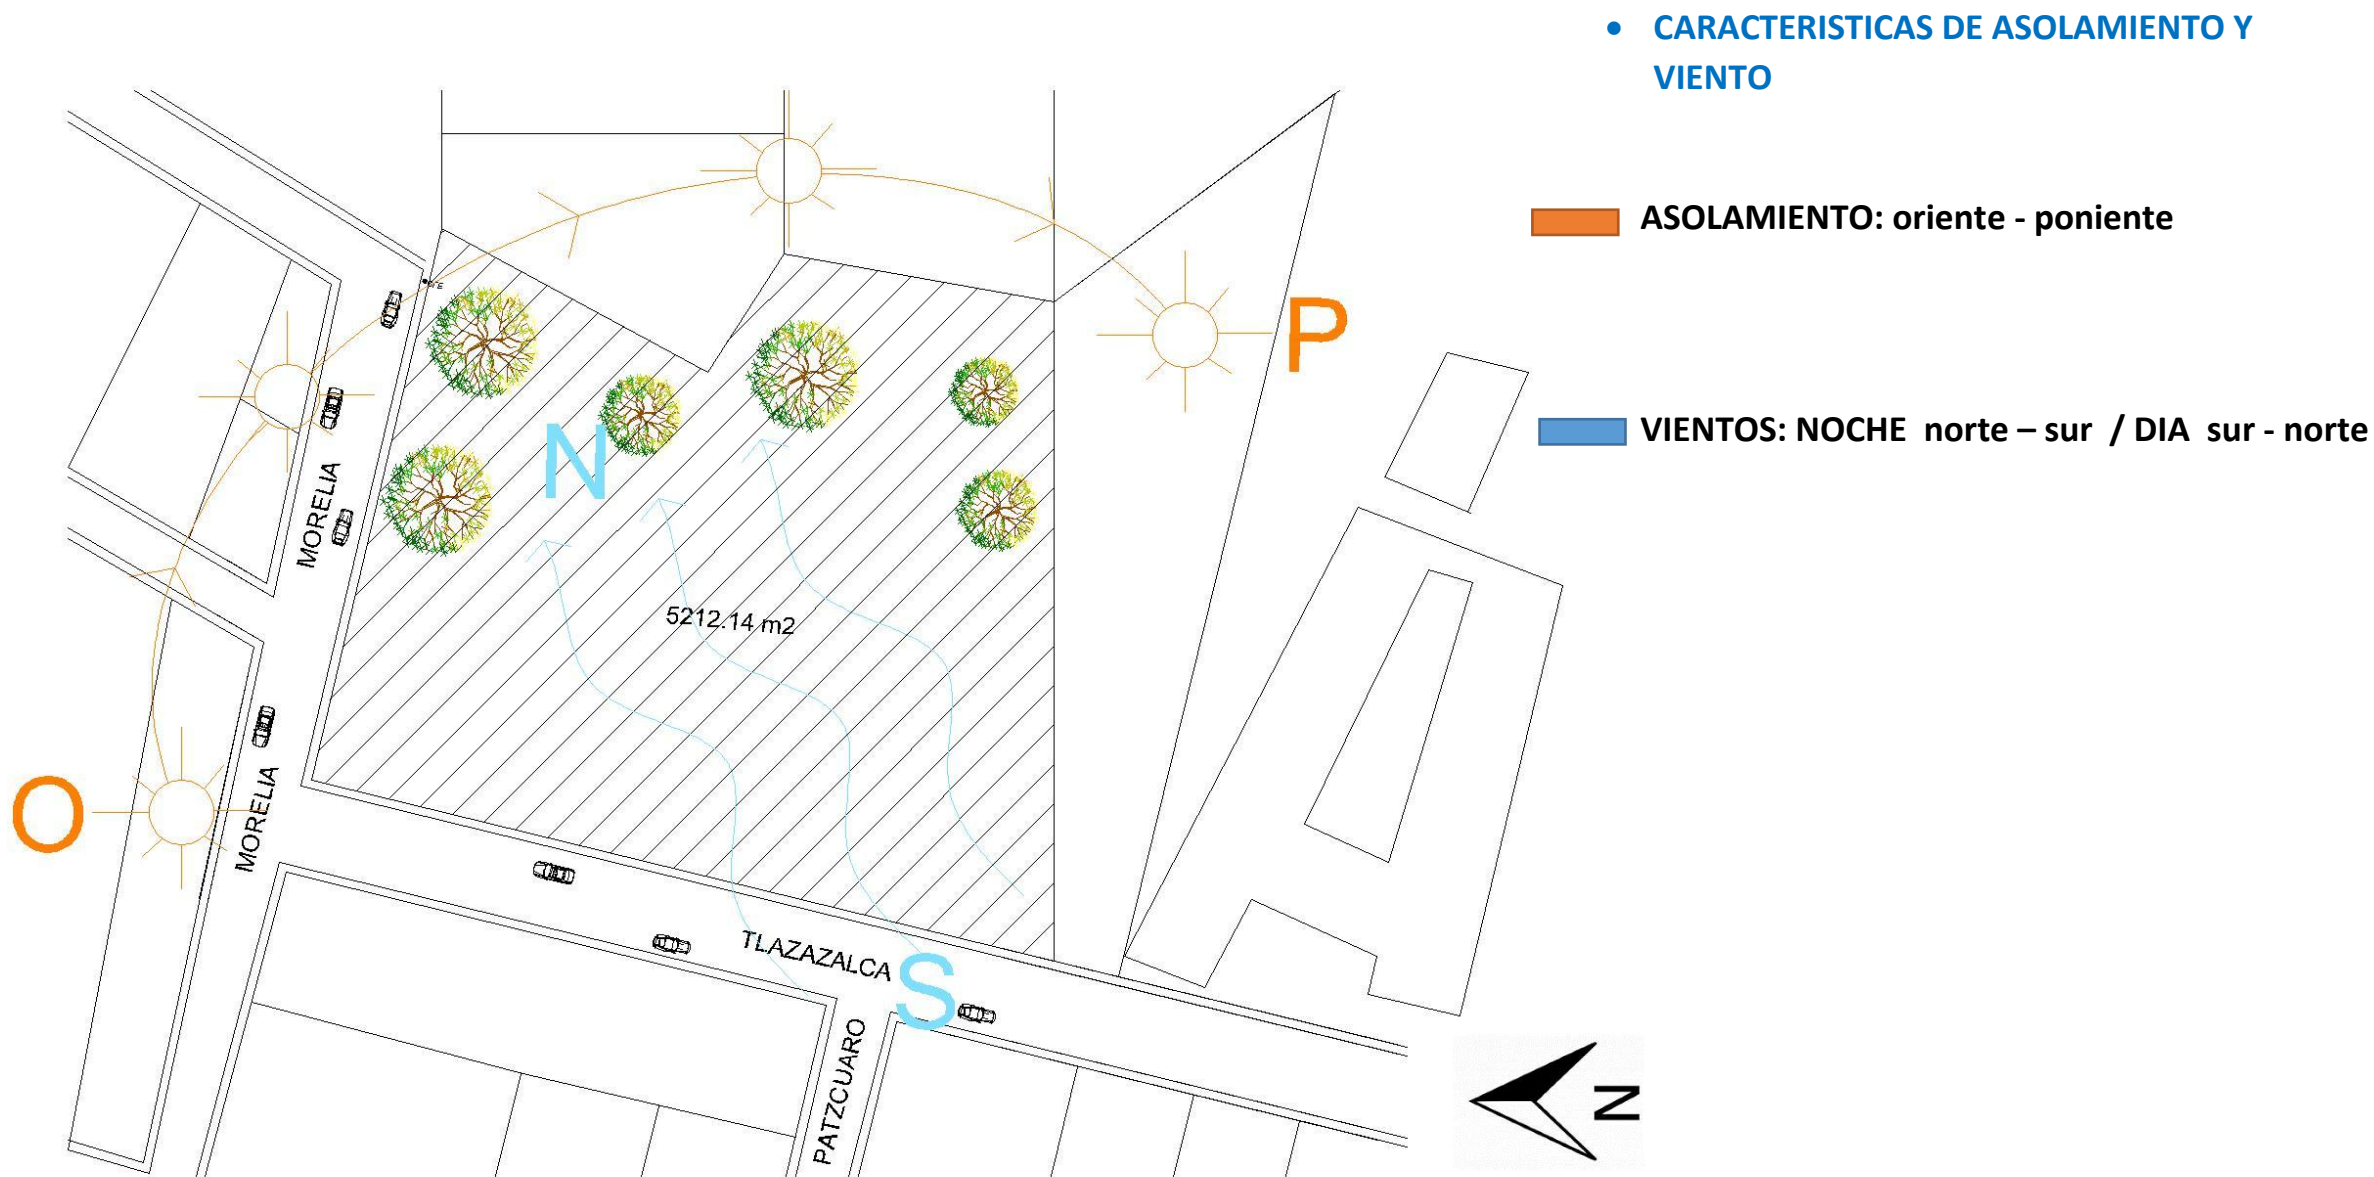 • CARACTERISTICAS DE ASOLAMIENTO Y
VIENTO
ASOLAMIENTO: oriente - poniente
P
VIENTOS: NOCHE norte – sur / DIA sur - norte
N
MORELIA
5212.14 m2
O
MORELIA
TLAZAZALCA
S
PATZCUARO
N